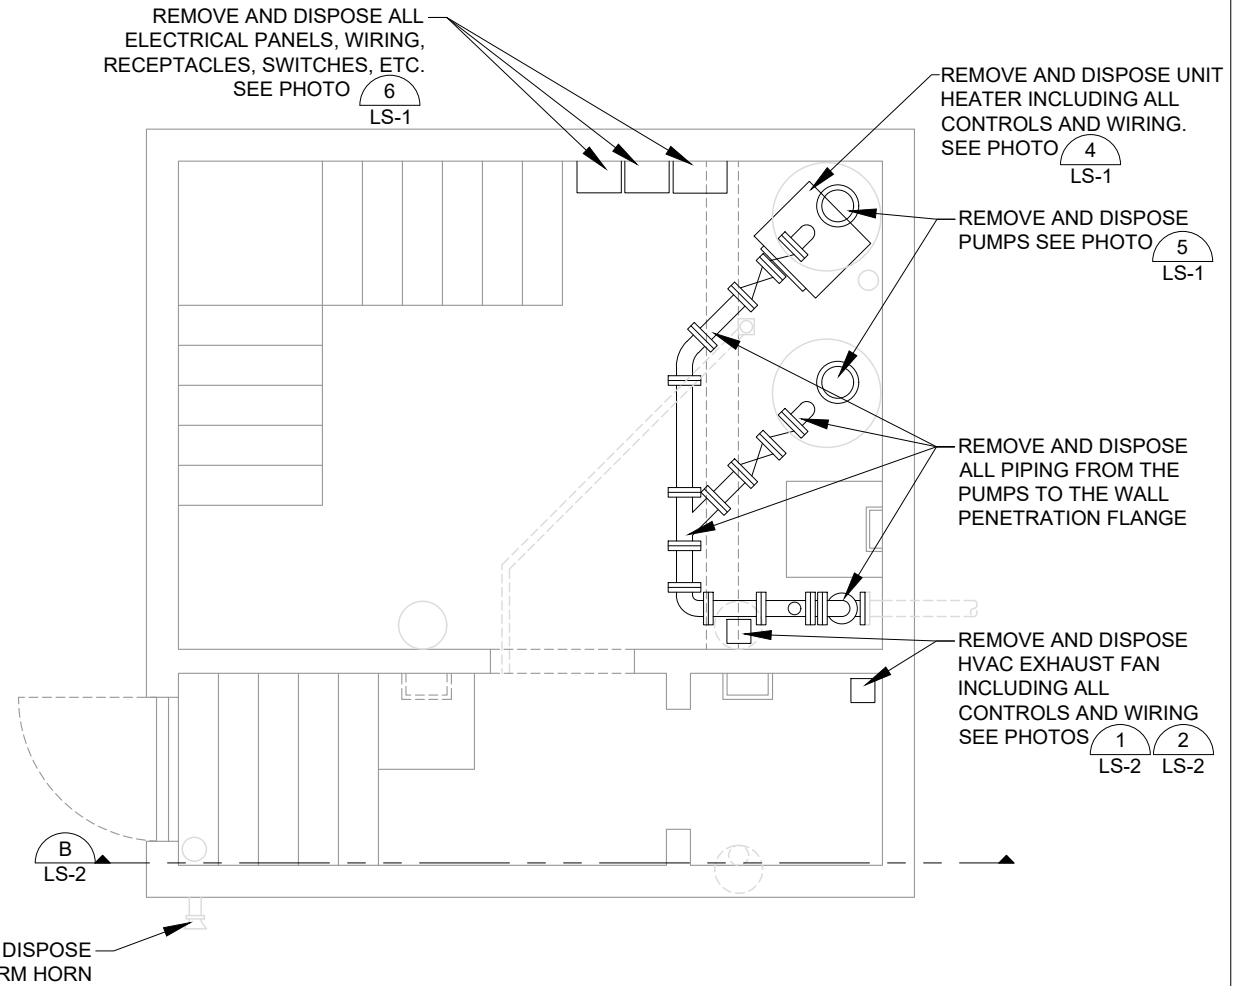 REMOVE AND DISPOSE ALL
ELECTRICAL PANELS, WIRING,
RECEPTACLES, SWITCHES, ETC.
SEE PHOTO 6
LS-1
REMOVE AND DISPOSE UNIT
HEATER INCLUDING ALL
CONTROLS AND WIRING.
SEE PHOTO 4
LS-1
REMOVE AND DISPOSE
PUMPS SEE PHOTO 5
LS-1
REMOVE AND DISPOSE
ALL PIPING FROM THE
PUMPS TO THE WALL
PENETRATION FLANGE
REMOVE AND DISPOSE
HVAC EXHAUST FAN
INCLUDING ALL
CONTROLS AND WIRING
SEE PHOTOS 1 2
LS-2 LS-2
B
LS-2
DISPOSE
RM HORN